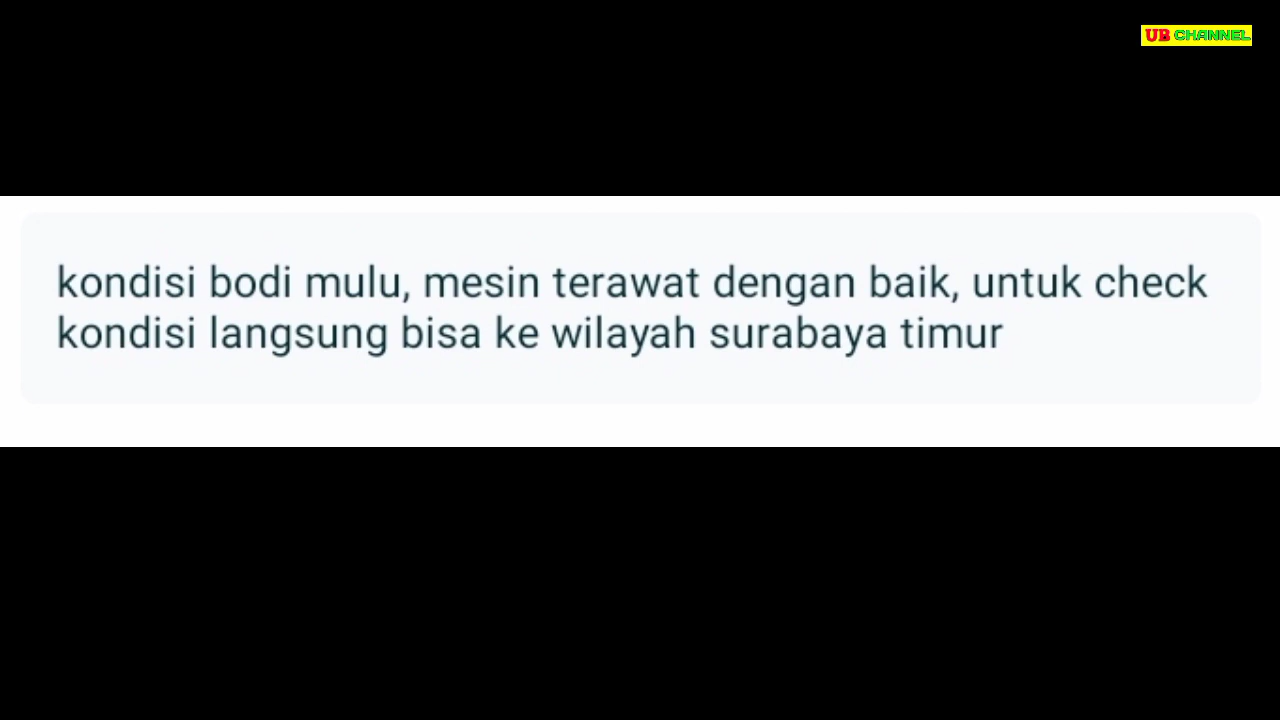 UB CHANNEL
kondisi bodi mulu, mesin terawat dengan baik, untuk check
kondisi langsung bisa ke wilayah surabaya timur